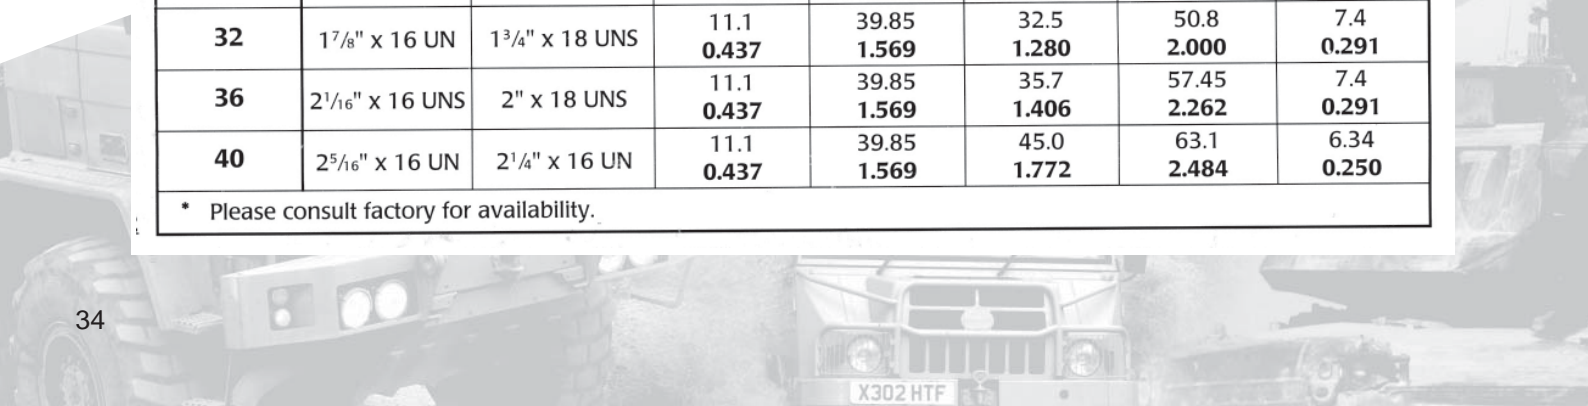 32 1⁷/₈" x 16 UN 1³/₄" x 18 UNS 11.1 39.85 32.5 50.8 7.4
0.437 1.569 1.280 2.000 0.291
36 2¹/₁₆" x 16 UNS 2" x 18 UNS 11.1 39.85 35.7 57.45 7.4
0.437 1.569 1.406 2.262 0.291
40 2⁵/₁₆" x 16 UN 2¹/₄" x 16 UN 11.1 39.85 45.0 63.1 6.34
0.437 1.569 1.772 2.484 0.250
* Please consult factory for availability.
34
X302 HTF